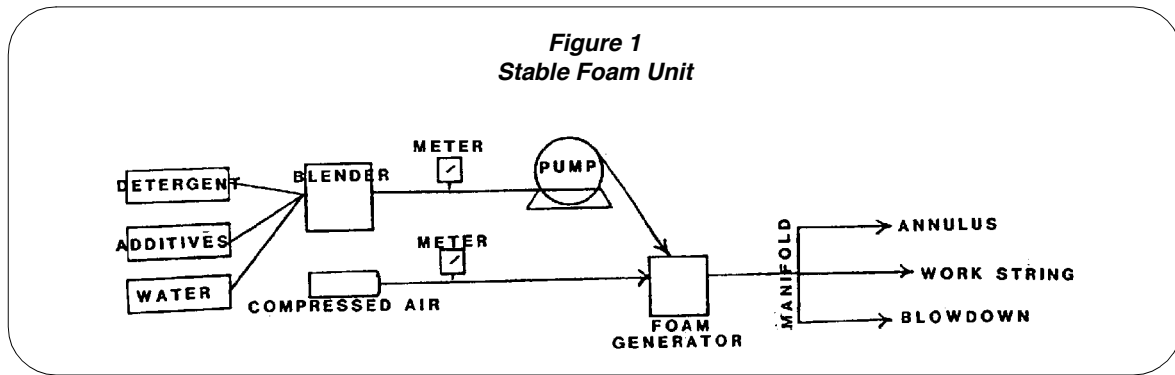 Figure 1
Stable Foam Unit
METER
PUMP
DETERGENT
BLENDER
ADDITIVES
METER
ANNULUS
MANIFOLD
WATER
COMPRESSED AIR
WORK STRING
FOAM
GENERATOR
BLOWDOWN